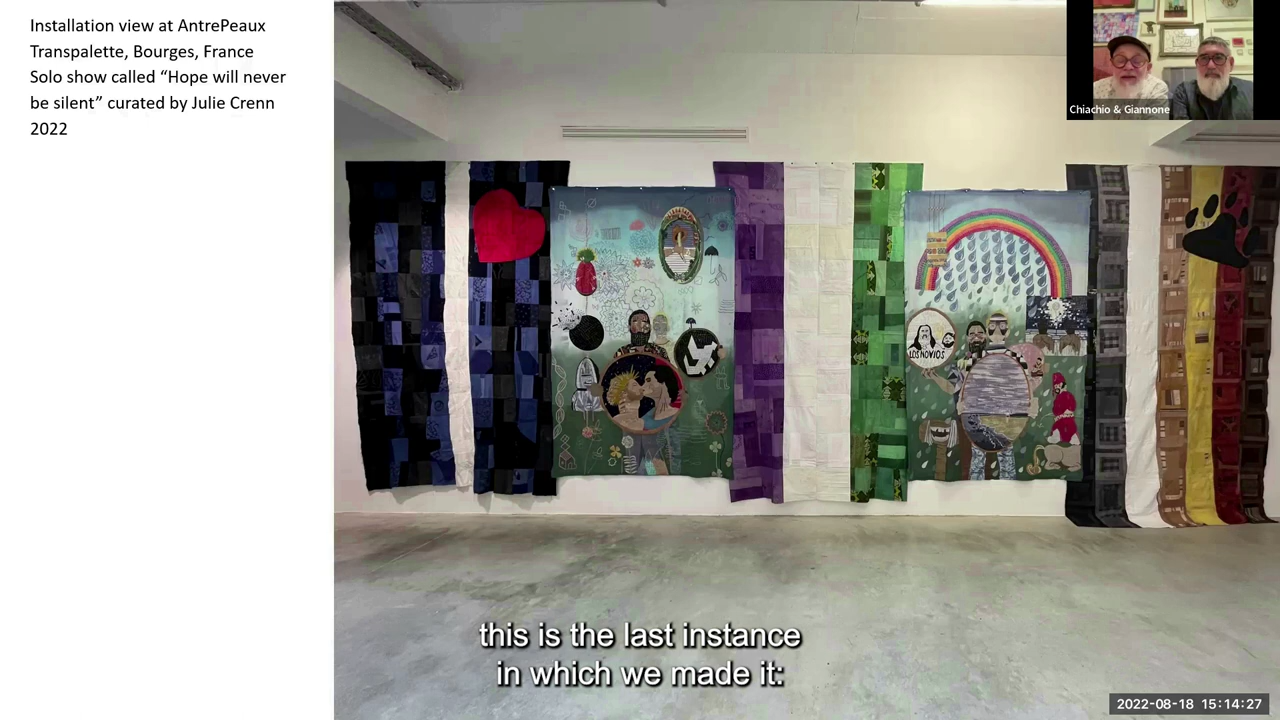 Installation view at AntrePeaux
Transpalette, Bourges, France
Solo show called “Hope will never
be silent” curated by Julie Crenn
2022
Chiachio & Giannone
LOS NOVIOS
this is the last instance
in which we made it:
2022-08-18 15:14:27